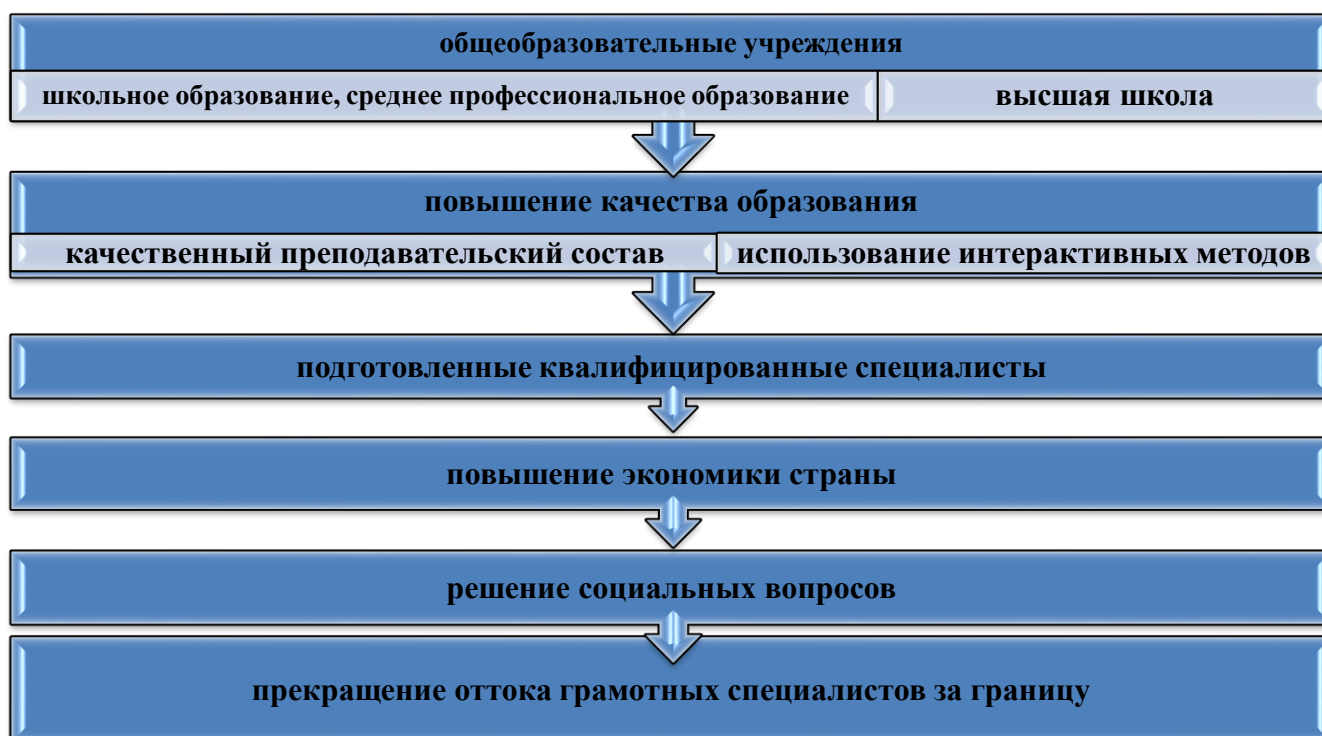 общеобразовательные учреждения
школьное образование, среднее профессиональное образование
высшая школа
повышение качества образования
качественный преподавательский состав
использование интерактивных методов
подготовленные квалифицированные специалисты
повышение экономики страны
решение социальных вопросов
прекращение оттока грамотных специалистов за границу